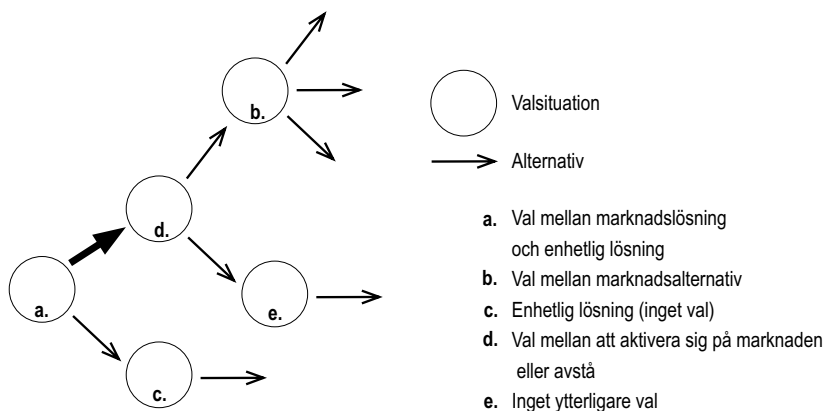 b.
d.
a.
e.
c.
Valsituation
Alternativ
a. Val mellan marknadslösning
och enhetlig lösning
b. Val mellan marknadsalternativ
c. Enhetlig lösning (inget val)
d. Val mellan att aktivera sig på marknaden
eller avstå
e. Inget ytterligare val